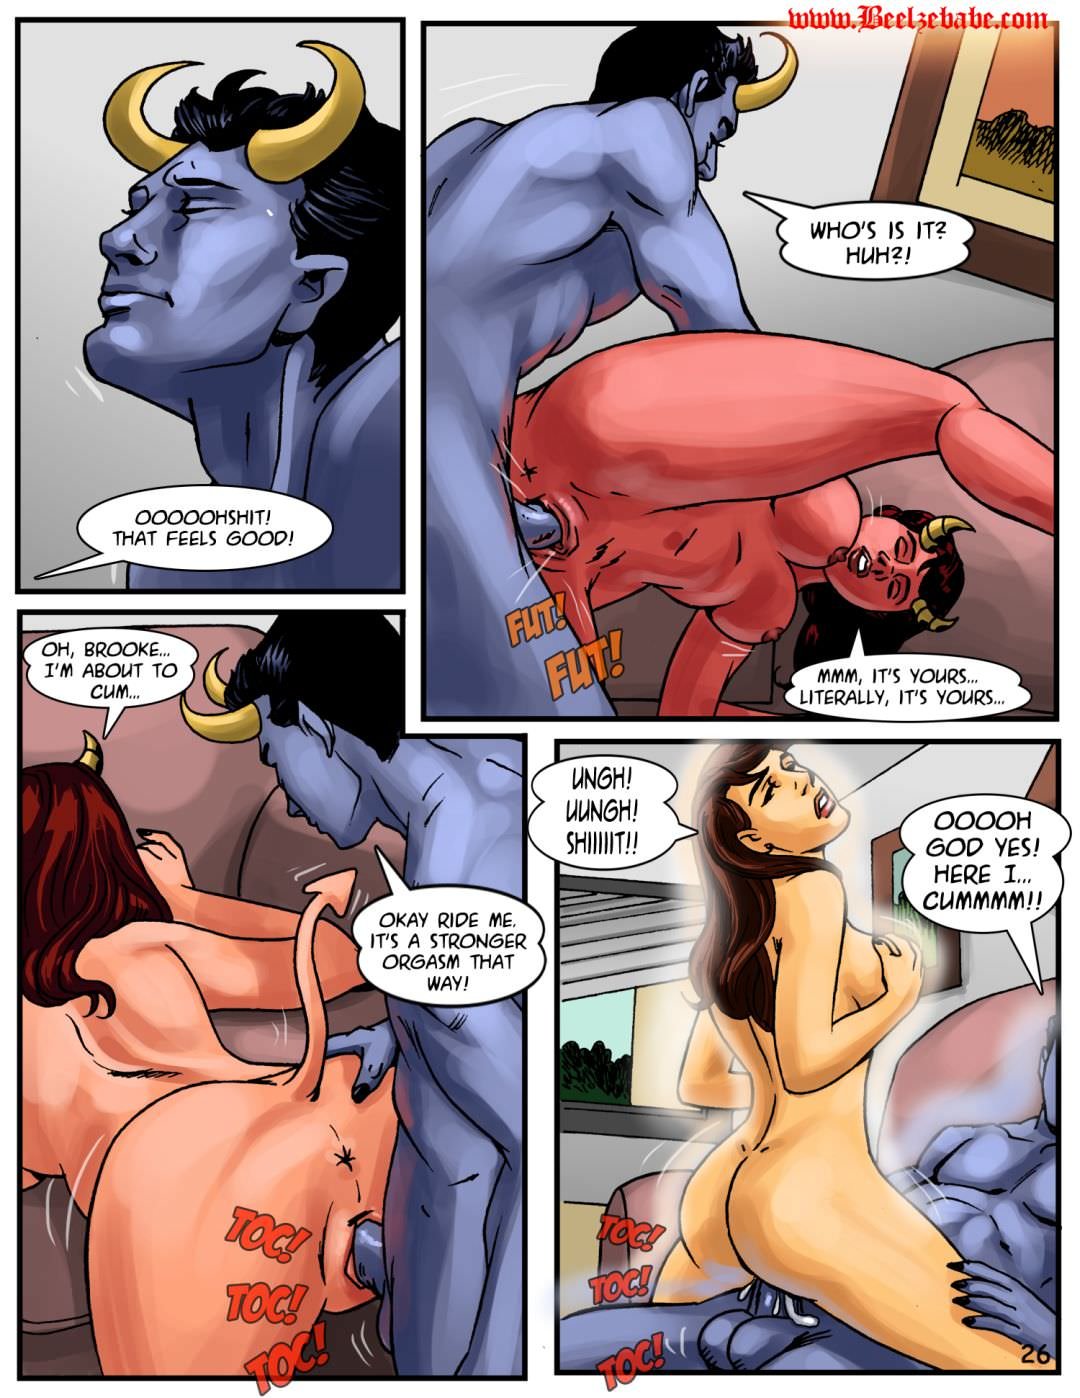 www.Beelzebabe.com
OOOOOHSHIT!
THAT FEELS GOOD!
WHO'S IS IT?
HUH?!
FUT!
FUT!
MMM, IT'S YOURS...
LITERALLY, IT'S YOURS...
OH, BROOKE...
I'M ABOUT TO
CUM...
OKAY RIDE ME.
IT'S A STRONGER
ORGASM THAT
WAY!
TOC!
TOC!
TOC!
UNGH!
UUNGH!
SHIIIIIT!!
OOOOH
GOD YES!
HERE I...
CUMMMM!!
TOC!
TOC!
TOC!
26